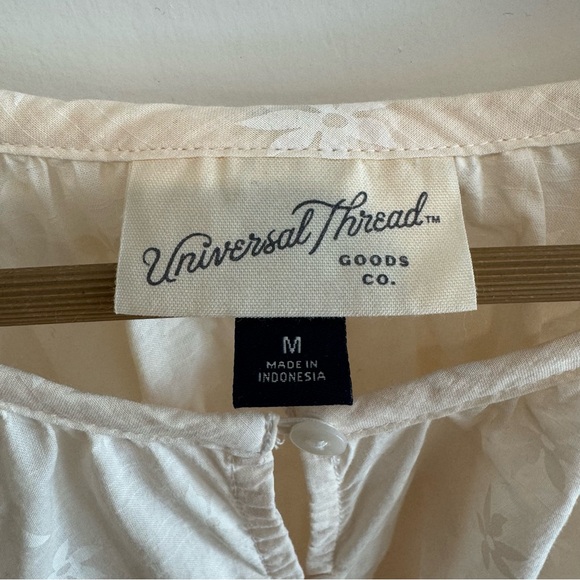 Universal Thread™
GOODS
CO.
M
MADE IN
INDONESIA